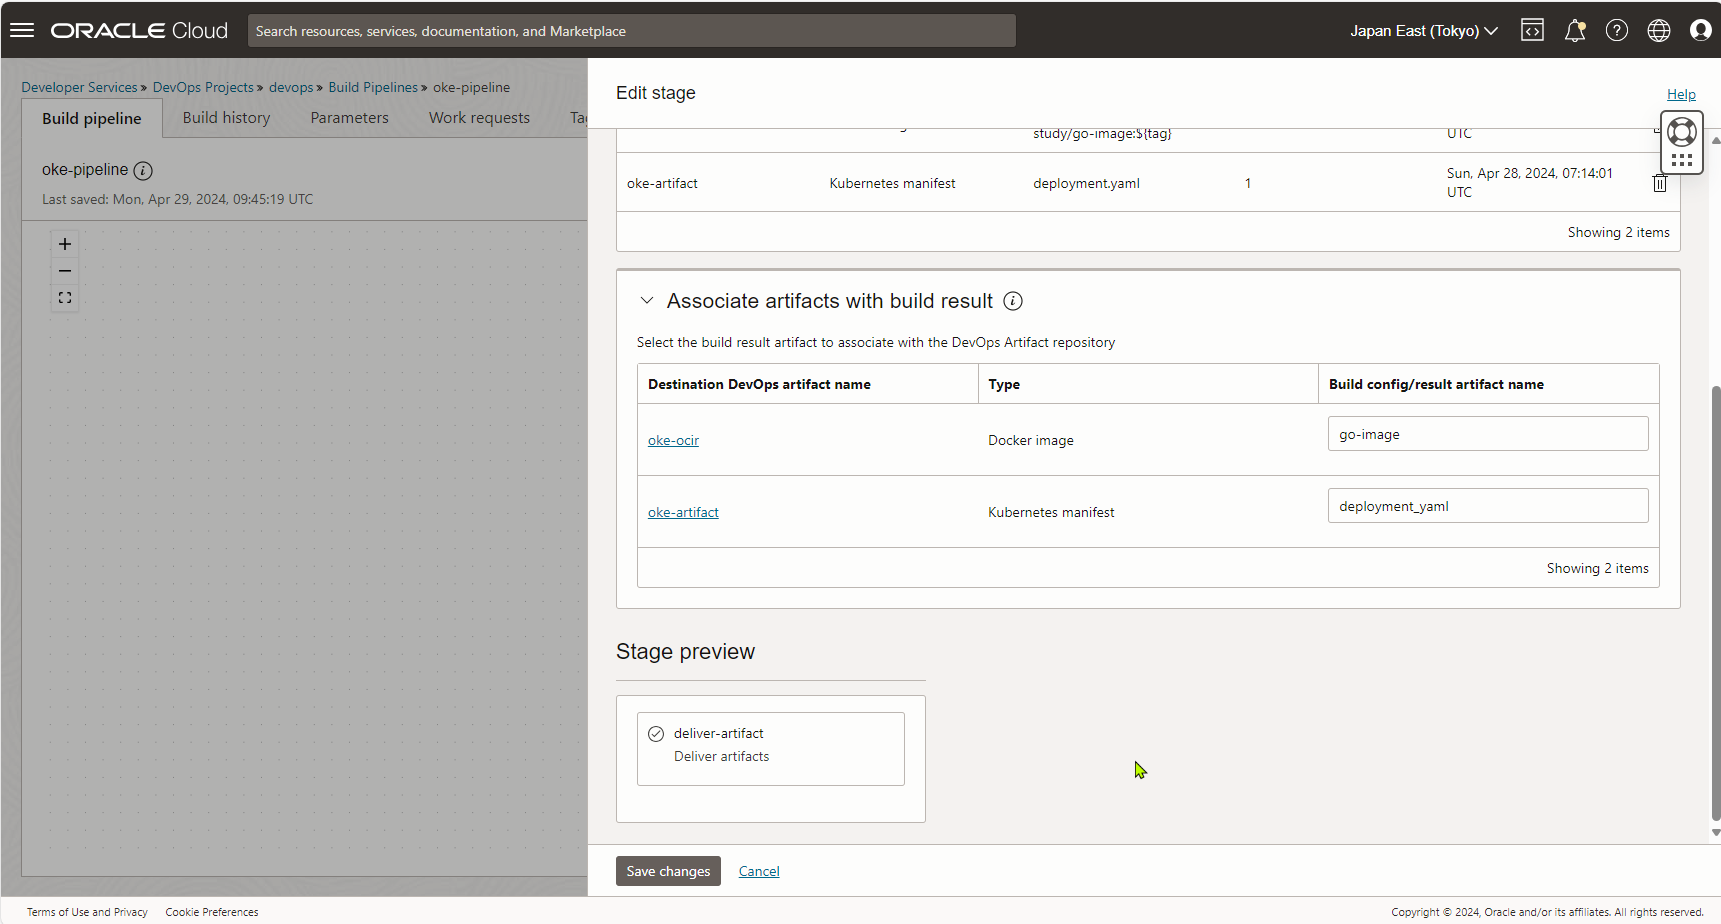 ORACLE Cloud
Search resources, services, documentation, and Marketplace
Japan East (Tokyo)
Developer Services » DevOps Projects » devops » Build Pipelines » oke-pipeline
Build pipeline
Build history
Parameters
Work requests
oke-pipeline
Last saved: Mon, Apr 29, 2024, 09:45:19 UTC
Edit stage
Help
study/go-image:${tag}
UTC
oke-artifact
Kubernetes manifest
deployment.yaml
1
Sun, Apr 28, 2024, 07:14:01
UTC
Showing 2 items
Associate artifacts with build result
Select the build result artifact to associate with the DevOps Artifact repository
Destination DevOps artifact name
Type
Build config/result artifact name
oke-ocir
Docker image
go-image
oke-artifact
Kubernetes manifest
deployment_yaml
Showing 2 items
Stage preview
deliver-artifact
Deliver artifacts
Save changes
Cancel
Terms of Use and Privacy
Cookie Preferences
Copyright © 2024, Oracle and/or its affiliates. All rights reserved.